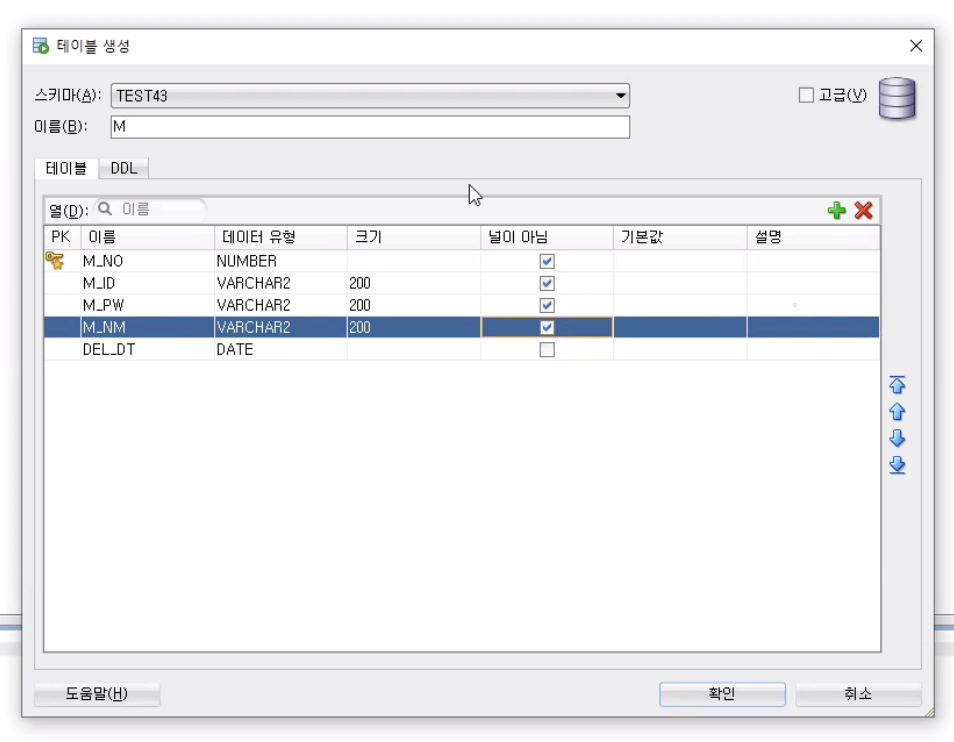 테이블 생성
스키마(A): TEST43 고급(V)
이름(B): M
테이블 DDL
열(D): 이름
PK 이름 데이터 유형 크기 널이 아님 기본값 설명
M_NO NUMBER
M_ID VARCHAR2 200
M_PW VARCHAR2 200
M_NM VARCHAR2 200
DEL_DT DATE
도움말(H) 확인 취소